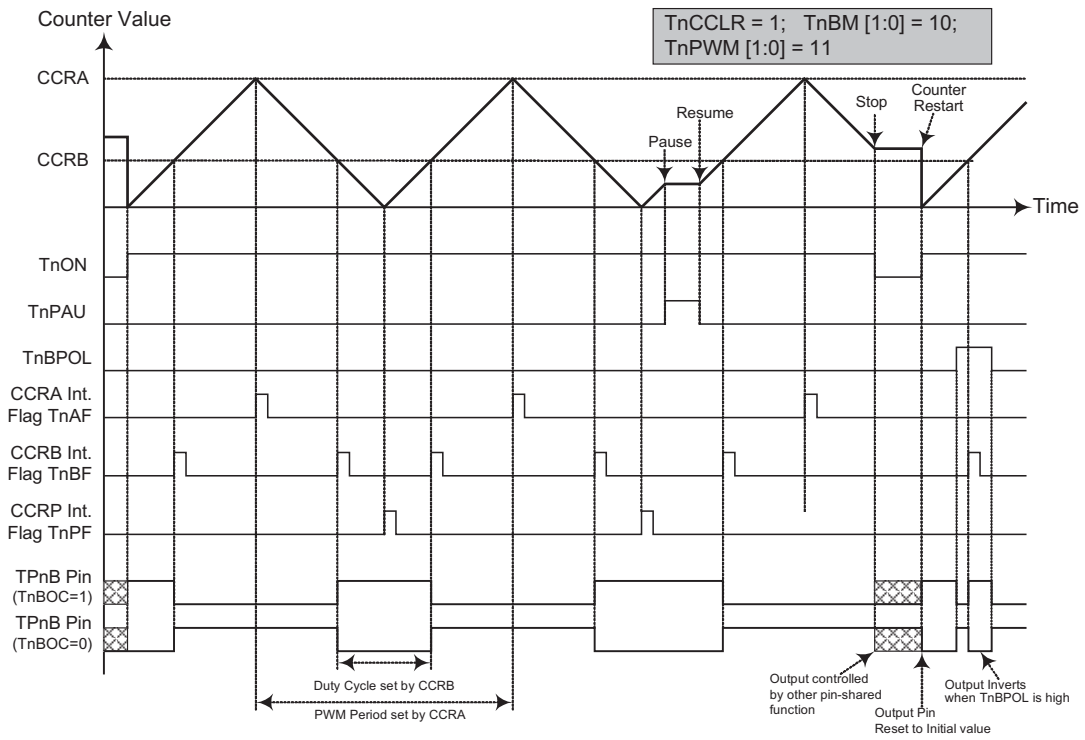 Counter Value
TnCCLR = 1; TnBM [1:0] = 10;
TnPWM [1:0] = 11
CCRA
Stop
Counter
Restart
Resume
Pause
CCRB
Time
TnON
TnPAU
TnBPOL
CCRA Int.
Flag TnAF
CCRB Int.
Flag TnBF
CCRP Int.
Flag TnPF
TPnB Pin
(TnBOC=1)
TPnB Pin
(TnBOC=0)
Duty Cycle set by CCRB
PWM Period set by CCRA
Output controlled
by other pin-shared
function
Output Pin
Reset to Initial value
Output Inverts
when TnBPOL is high